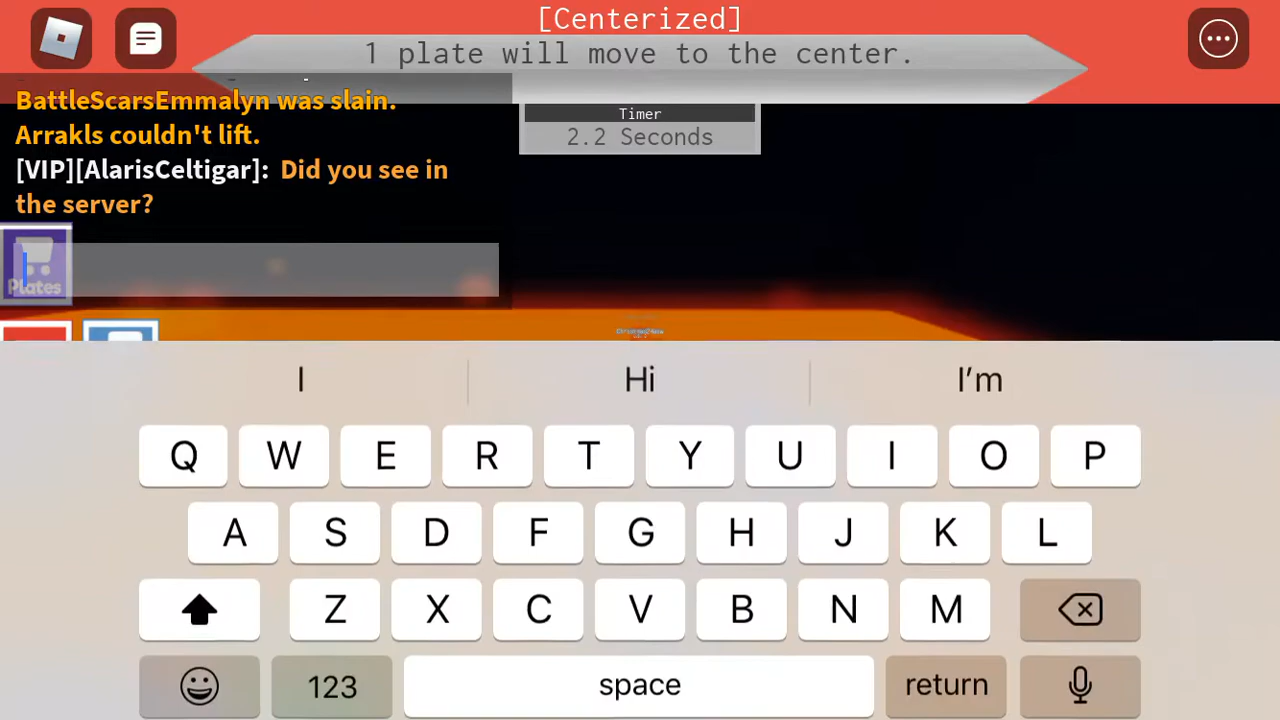 [Centerized]
1 plate will move to the center.
Timer
2.2 Seconds
BattleScarsEmmalyn was slain.
Arrakls couldn't lift.
[VIP][AlarisCeltigar]: Did you see in
the server?
Plates
I Hi I'm
Q W E R T Y U I O P
A S D F G H J K L
Z X C V B N M
123 space return